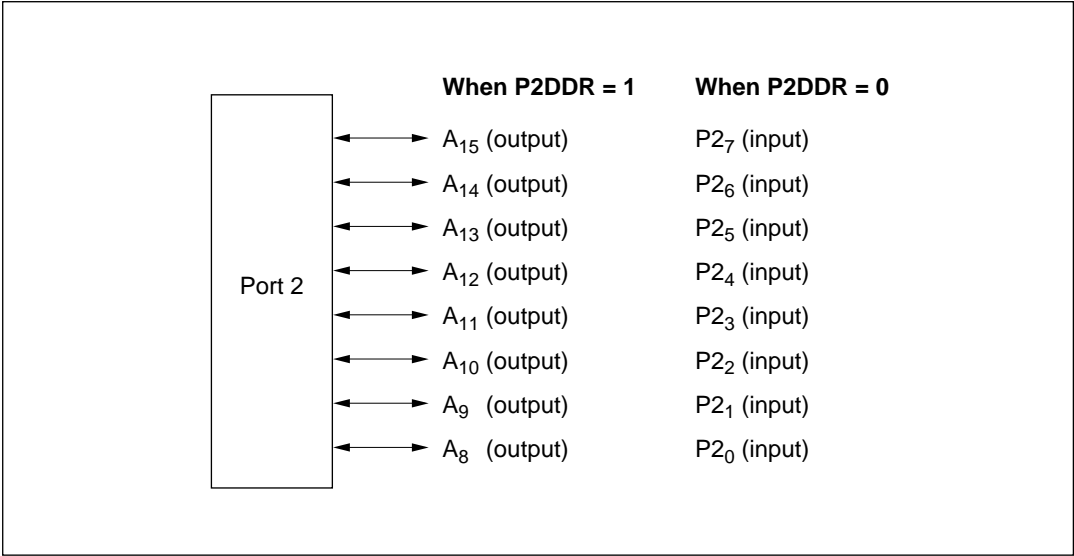 When P2DDR = 1 When P2DDR = 0
A₁₅ (output) P2₇ (input)
A₁₄ (output) P2₆ (input)
A₁₃ (output) P2₅ (input)
A₁₂ (output) P2₄ (input)
Port 2
A₁₁ (output) P2₃ (input)
A₁₀ (output) P2₂ (input)
A₉ (output) P2₁ (input)
A₈ (output) P2₀ (input)